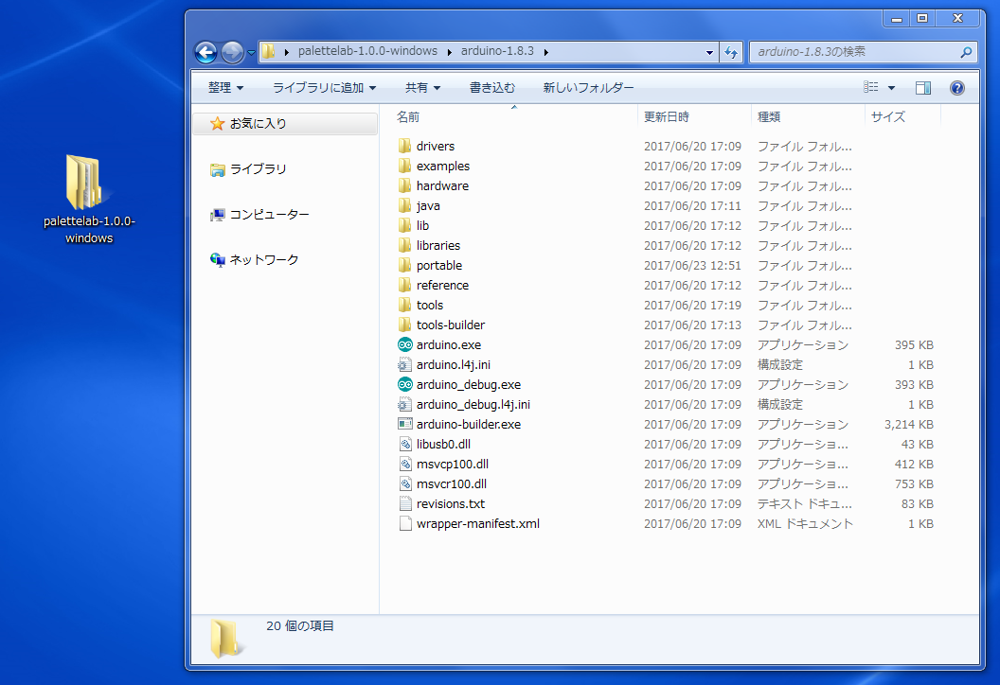 palettelab-1.0.0-
windows
palettelab-1.0.0-windows arduino-1.8.3
arduino-1.8.3の検索
整理 ライブラリに追加 共有 書き込む 新しいフォルダー
お気に入り
ライブラリ
コンピューター
ネットワーク
名前 更新日時 種類 サイズ
drivers 2017/06/20 17:09 ファイル フォル...
examples 2017/06/20 17:09 ファイル フォル...
hardware 2017/06/20 17:09 ファイル フォル...
java 2017/06/20 17:11 ファイル フォル...
lib 2017/06/20 17:12 ファイル フォル...
libraries 2017/06/20 17:12 ファイル フォル...
portable 2017/06/23 12:51 ファイル フォル...
reference 2017/06/20 17:12 ファイル フォル...
tools 2017/06/20 17:19 ファイル フォル...
tools-builder 2017/06/20 17:13 ファイル フォル...
arduino.exe 2017/06/20 17:09 アプリケーション 395 KB
arduino.l4j.ini 2017/06/20 17:09 構成設定 1 KB
arduino_debug.exe 2017/06/20 17:09 アプリケーション 393 KB
arduino_debug.l4j.ini 2017/06/20 17:09 構成設定 1 KB
arduino-builder.exe 2017/06/20 17:09 アプリケーション 3,214 KB
libusb0.dll 2017/06/20 17:09 アプリケーショ... 43 KB
msvcp100.dll 2017/06/20 17:09 アプリケーショ... 412 KB
msvcr100.dll 2017/06/20 17:09 アプリケーショ... 753 KB
revisions.txt 2017/06/20 17:09 テキスト ドキュ... 83 KB
wrapper-manifest.xml 2017/06/20 17:09 XML ドキュメント 1 KB
20 個の項目